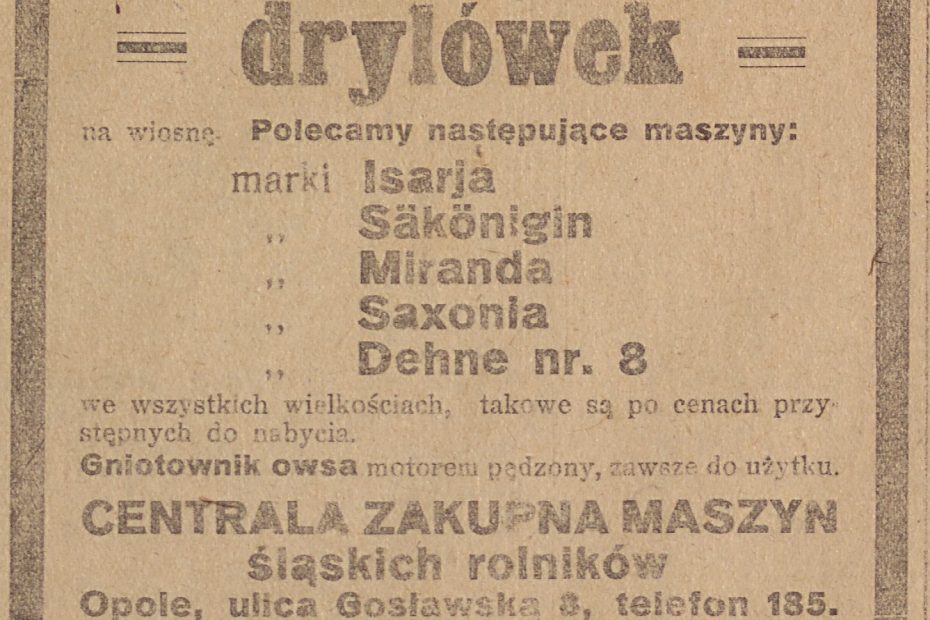 drylówek
na wiosnę. Polecamy następujące maszyny:
marki Isarja
„ Säkönigin
„ Miranda
„ Saxonia
„ Dehne nr. 8
we wszystkich wielkościach, takowe są po cenach przy-
stępnych do nabycia.
Gniotownik owsa motorem pędzony, zawsze do użytku.
CENTRALA ZAKUPNA MASZYN
śląskich rolników
Opole, ulica Gosławska 8, telefon 185.